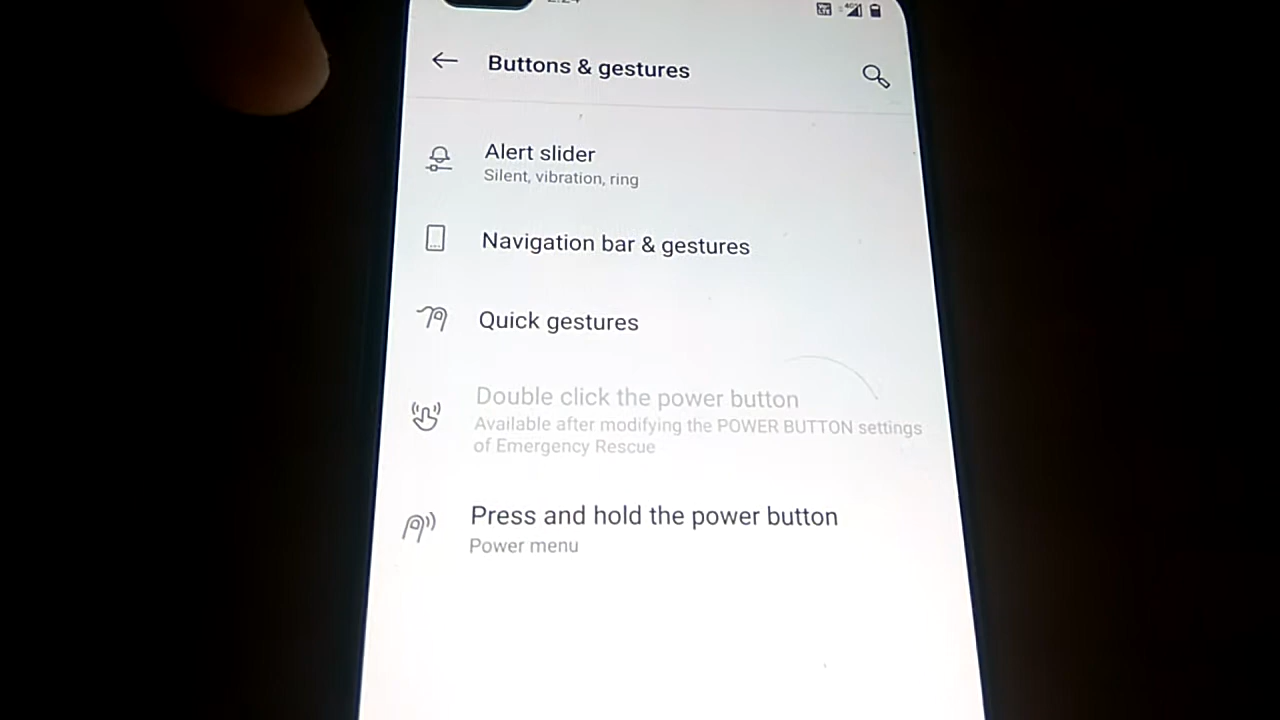 Buttons & gestures
Alert slider
Silent, vibration, ring
Navigation bar & gestures
Quick gestures
Double click the power button
Available after modifying the POWER BUTTON settings
of Emergency Rescue
Press and hold the power button
Power menu